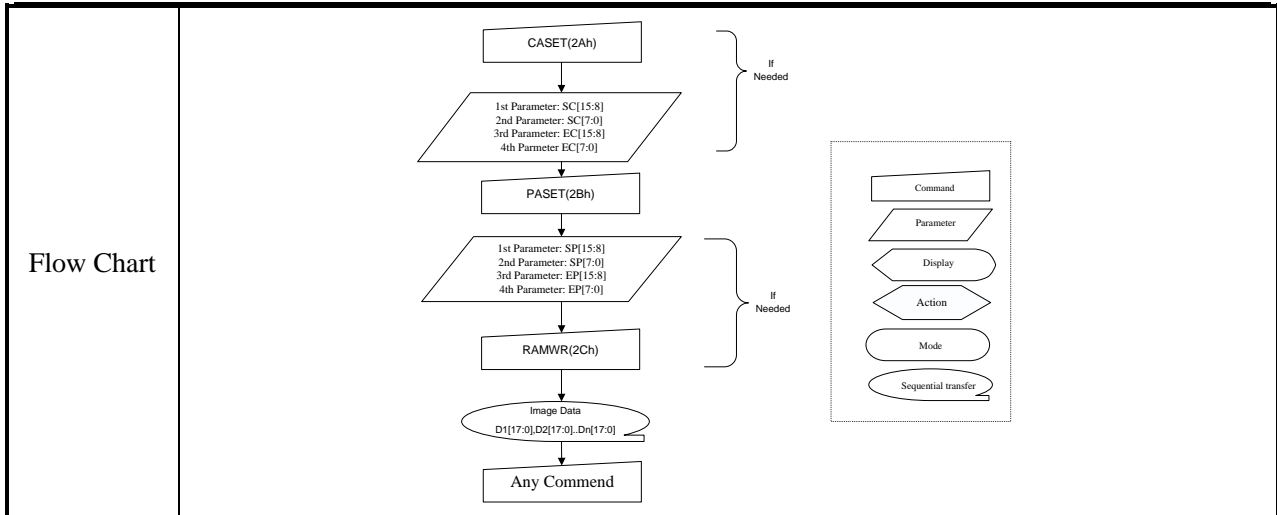 Flow Chart
CASET(2Ah)
If
Needed
1st Parameter: SC[15:8]
2nd Parameter: SC[7:0]
3rd Parameter: EC[15:8]
4th Parmeter EC[7:0]
PASET(2Bh)
1st Parameter: SP[15:8]
2nd Parameter: SP[7:0]
3rd Parameter: EP[15:8]
4th Parameter: EP[7:0]
If
Needed
RAMWR(2Ch)
Image Data
D1[17:0],D2[17:0]..Dn[17:0]
Any Commend
Command
Parameter
Display
Action
Mode
Sequential transfer